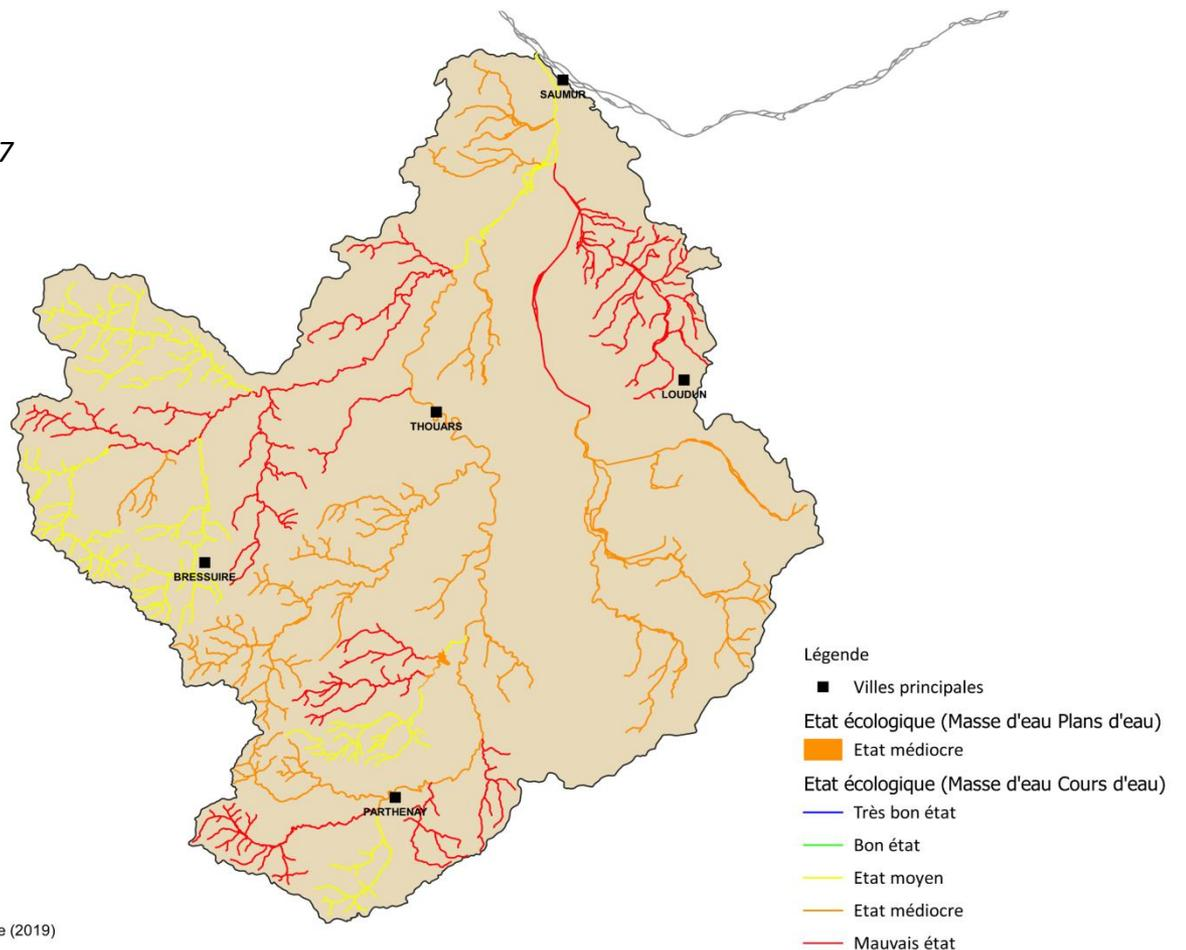 7
SAUMUR
LOUDUN
THOUARS
BRESSUIRE
PARTHENAY
Légende
Villes principales
Etat écologique (Masse d'eau Plans d'eau)
Etat médiocre
Etat écologique (Masse d'eau Cours d'eau)
Très bon état
Bon état
Etat moyen
Etat médiocre
Mauvais état
e (2019)